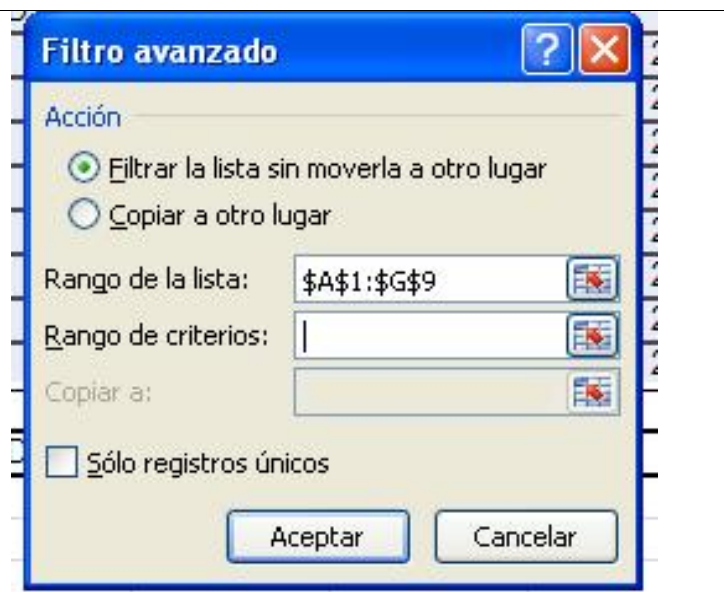 Filtro avanzado
Acción
Filtrar la lista sin moverla a otro lugar
Copiar a otro lugar
Rango de la lista: $A$1:$G$9
Rango de criterios:
Copiar a:
Sólo registros únicos
Aceptar Cancelar